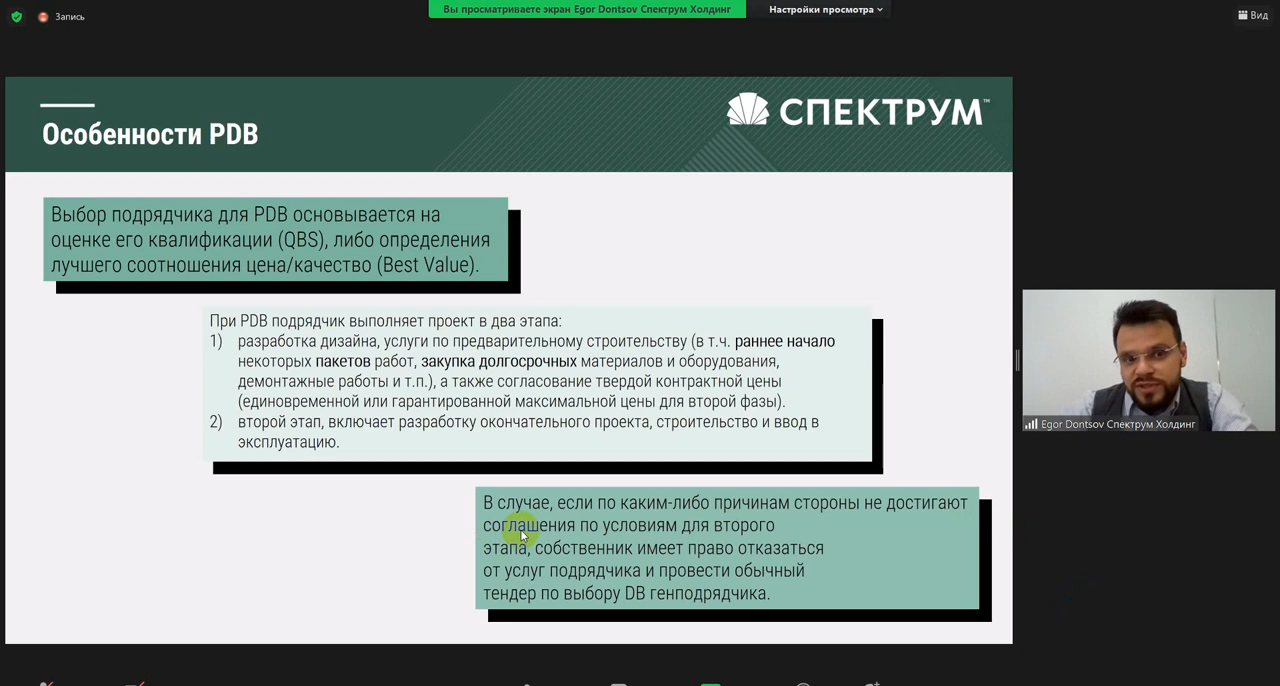 Запись
Вы просматриваете экран Egor Dontsov Спектрум Холдинг
Настройки просмотра
Вид
Особенности PDB
СПЕКТРУМ™
Выбор подрядчика для PDB основывается на
оценке его квалификации (QBS), либо определения
лучшего соотношения цена/качество (Best Value).
При PDB подрядчик выполняет проект в два этапа:
1) разработка дизайна, услуги по предварительному строительству (в т.ч. раннее начало
некоторых пакетов работ, закупка долгосрочных материалов и оборудования,
демонтажные работы и т.п.), а также согласование твердой контрактной цены
(единовременной или гарантированной максимальной цены для второй фазы).
2) второй этап, включает разработку окончательного проекта, строительство и ввод в
эксплуатацию.
В случае, если по каким-либо причинам стороны не достигают
соглашения по условиям для второго
этапа, собственник имеет право отказаться
от услуг подрядчика и провести обычный
тендер по выбору DB генподрядчика.
Egor Dontsov Спектрум Холдинг